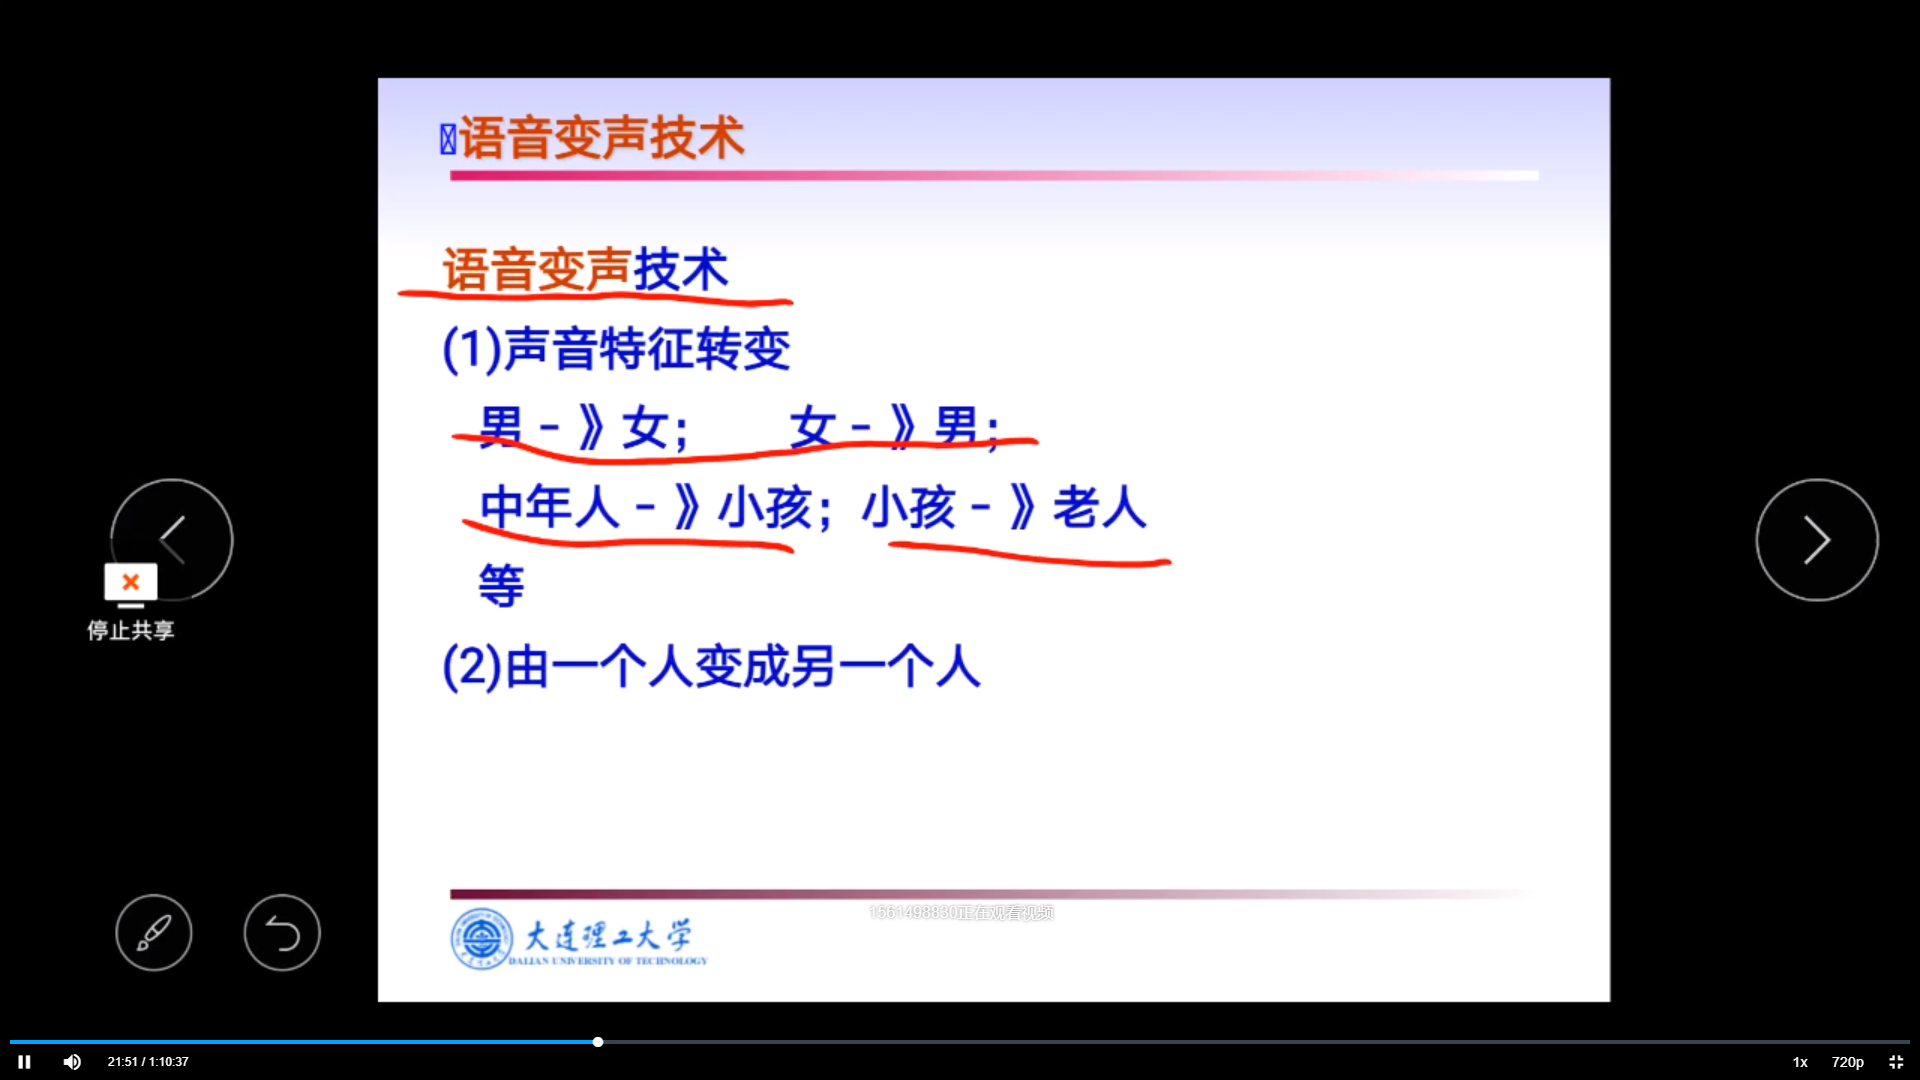 语音变声技术
语音变声技术
(1)声音特征转变
男-》女； 女-》男；
中年人-》小孩；小孩-》老人
等
(2)由一个人变成另一个人
停止共享
1561498830正在观看视频
大连理工大学
DALIAN UNIVERSITY OF TECHNOLOGY
21:51 / 1:10:37
1x
720p